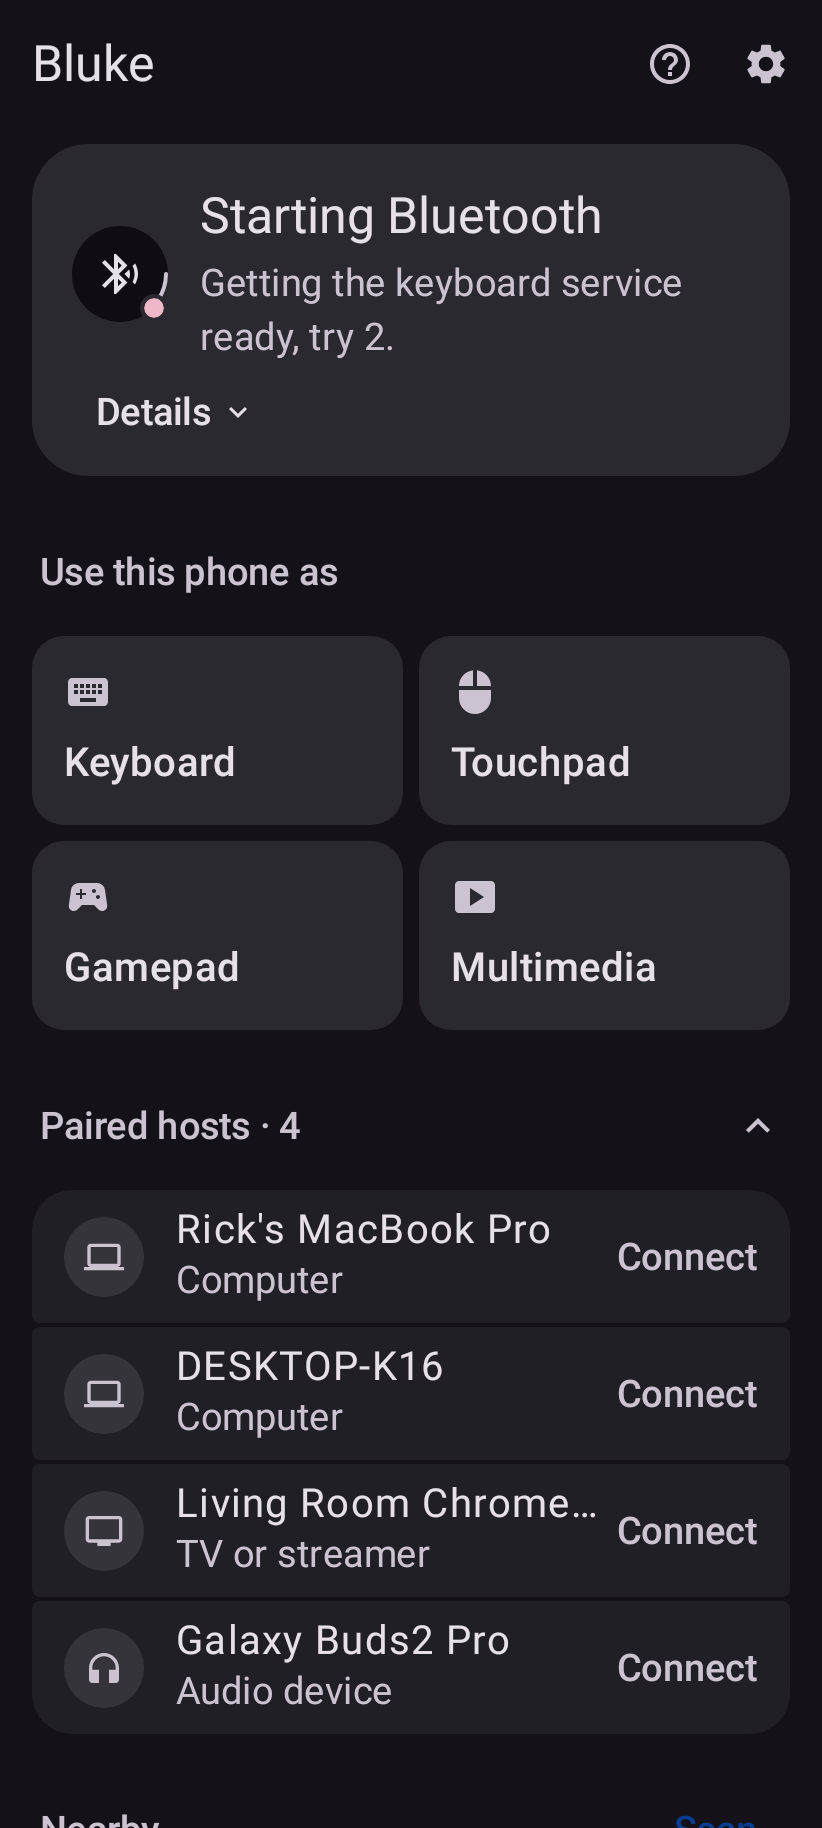 Bluke
Starting Bluetooth
Getting the keyboard service
ready, try 2.
Details
Use this phone as
Keyboard
Touchpad
Gamepad
Multimedia
Paired hosts · 4
Rick's MacBook Pro
Computer
Connect
DESKTOP-K16
Computer
Connect
Living Room Chrome…
TV or streamer
Connect
Galaxy Buds2 Pro
Audio device
Connect
Nearby
Scan